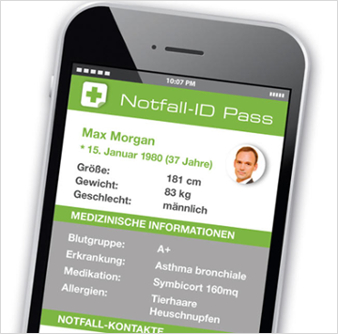 10:07 PM
Notfall-ID Pass
Max Morgan
* 15. Januar 1980 (37 Jahre)
Größe: 181 cm
Gewicht: 83 kg
Geschlecht: männlich
MEDIZINISCHE INFORMATIONEN
Blutgruppe: A+
Erkrankung: Asthma bronchiale
Medikation: Symbicort 160mq
Allergien: Tierhaare
Heuschnupfen
NOTFALL-KONTAKTE